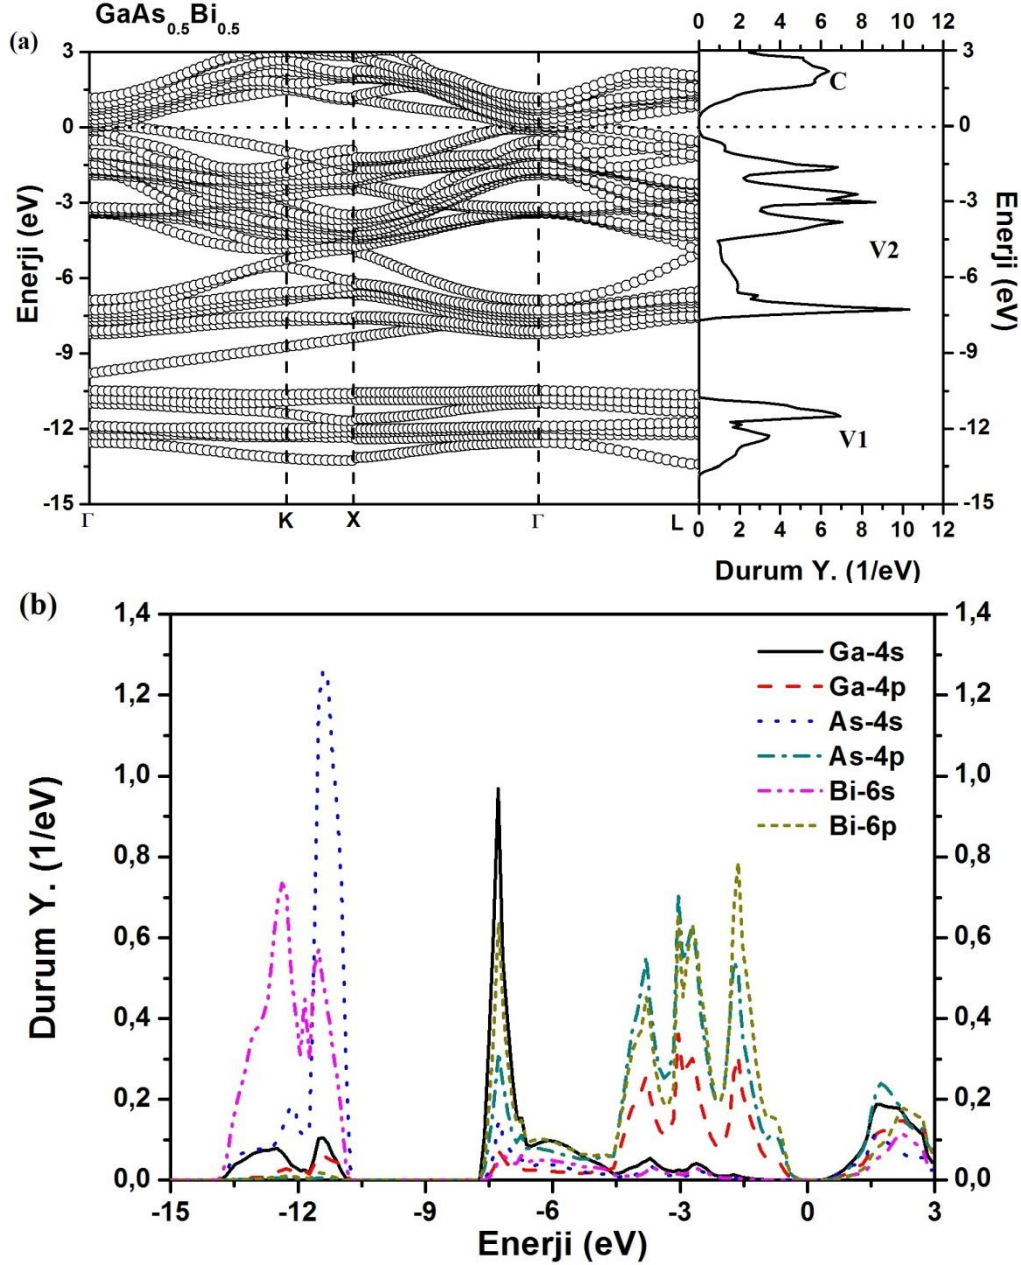 GaAs0.5Bi0.5
(a)
0 2 4 6 8 10 12
3 3
0 0
-3 -3
-6 -6
-9 -9
-12 -12
-15 -15
Enerji (eV)
Enerji (eV)
C
V2
V1
Γ K X Γ L
0 2 4 6 8 10 12
Durum Y. (1/eV)
(b)
1,4 1,4
1,2 1,2
1,0 1,0
0,8 0,8
0,6 0,6
0,4 0,4
0,2 0,2
0,0 0,0
Durum Y. (1/eV)
Ga-4s
Ga-4p
As-4s
As-4p
Bi-6s
Bi-6p
-15 -12 -9 -6 -3 0 3
Enerji (eV)